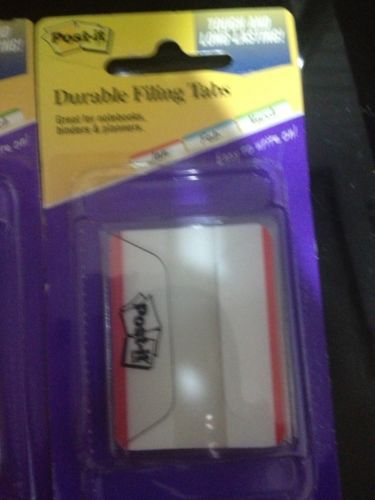 Post-it
TOUGH AND
LONG-LASTING!
Durable Filing Tabs
Great for notebooks,
binders & planners.
Post-it